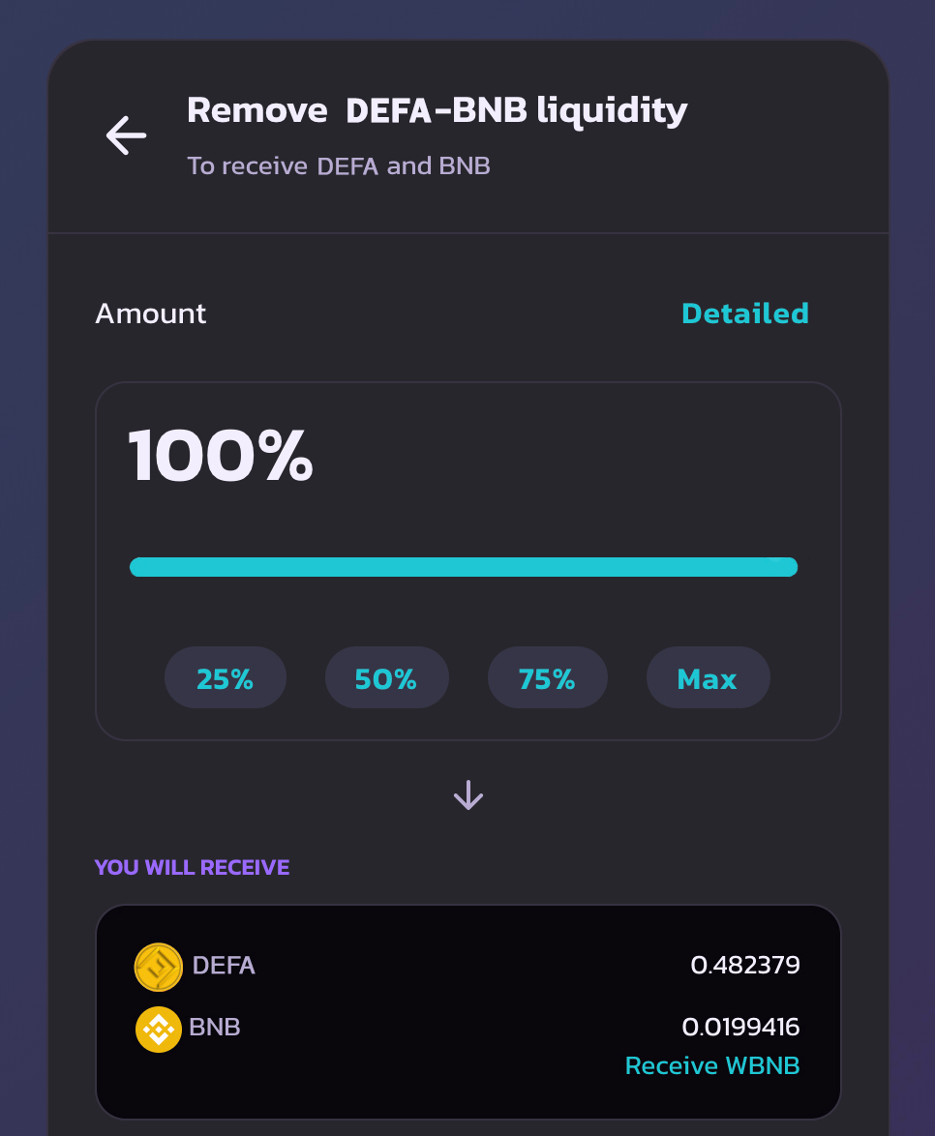 Remove DEFA-BNB liquidity
To receive DEFA and BNB
Amount Detailed
100%
25% 50% 75% Max
YOU WILL RECEIVE
DEFA 0.482379
BNB 0.0199416
Receive WBNB